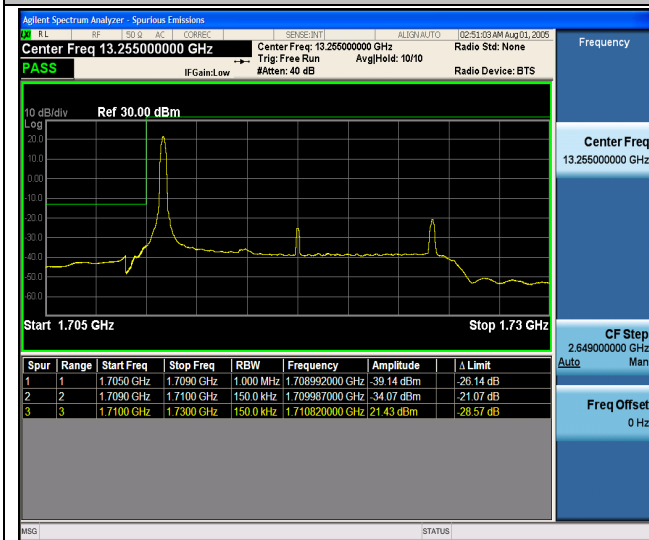 Agilent Spectrum Analyzer - Spurious Emissions
RL RF 50 Ω AC CORREC SENSE:INT ALIGN AUTO 02:51:03 AM Aug 01, 2005
Center Freq 13.255000000 GHz Center Freq: 13.255000000 GHz Radio Std: None
Trig: Free Run Avg|Hold: 10/10
PASS IFGain:Low #Atten: 40 dB Radio Device: BTS
Frequency
10 dB/div Ref 30.00 dBm
Log
20.0
10.0
0.00
-10.0
-20.0
-30.0
-40.0
-50.0
-60.0
Start 1.705 GHz Stop 1.73 GHz
Center Freq
13.255000000 GHz
CF Step
2.649000000 GHz
Auto Man
Freq Offset
0 Hz
Spur Range Start Freq Stop Freq RBW Frequency Amplitude Δ Limit
1 1 1.7050 GHz 1.7090 GHz 1.000 MHz 1.708992000 GHz -39.14 dBm -26.14 dB
2 2 1.7090 GHz 1.7100 GHz 150.0 kHz 1.709987000 GHz -34.07 dBm -21.07 dB
3 3 1.7100 GHz 1.7300 GHz 150.0 kHz 1.710820000 GHz 21.43 dBm -28.57 dB
MSG STATUS